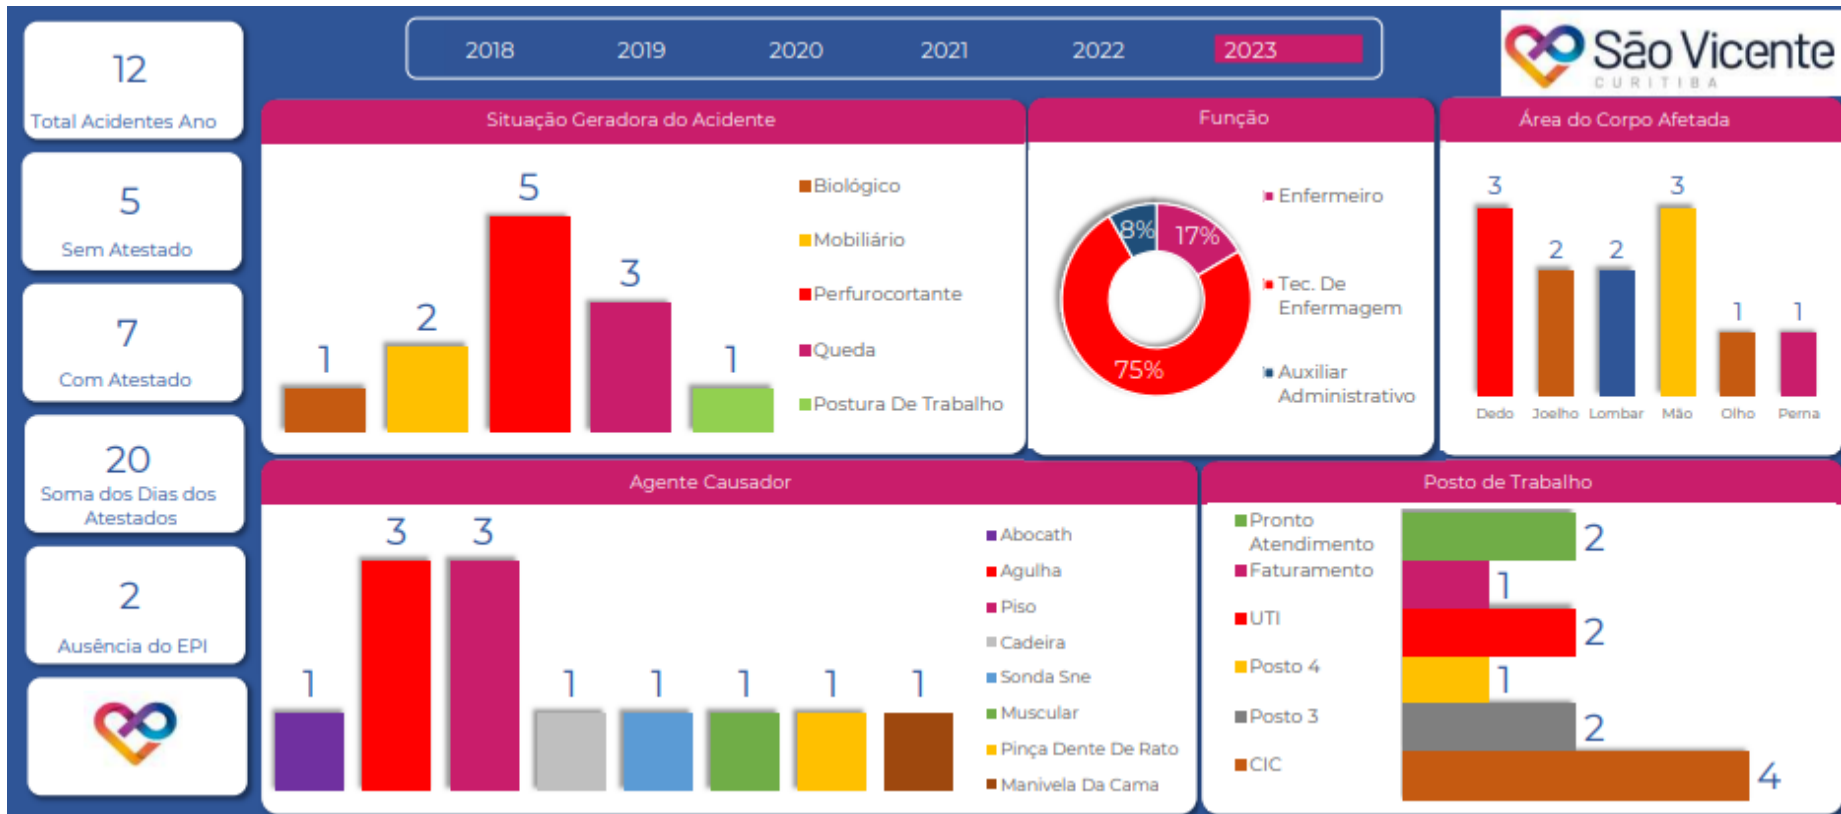 12
Total Acidentes Ano
5
Sem Atestado
7
Com Atestado
20
Soma dos Dias dos
Atestados
2
Ausência do EPI
2018 2019 2020 2021 2022 2023
São Vicente
CURITIBA
Situação Geradora do Acidente
1
2
5
3
1
Biológico
Mobiliário
Perfurocortante
Queda
Postura De Trabalho
Função
8%
17%
75%
Enfermeiro
Tec. De
Enfermagem
Auxiliar
Administrativo
Área do Corpo Afetada
3 2 2 3 1 1
Dedo Joelho Lombar Mão Olho Perna
Agente Causador
1 3 3 1 1 1 1 1
Abocath
Agulha
Piso
Cadeira
Sonda Sne
Muscular
Pinça Dente De Rato
Manivela Da Cama
Posto de Trabalho
Pronto
Atendimento
2
Faturamento
1
UTI
2
Posto 4
1
Posto 3
2
CIC
4